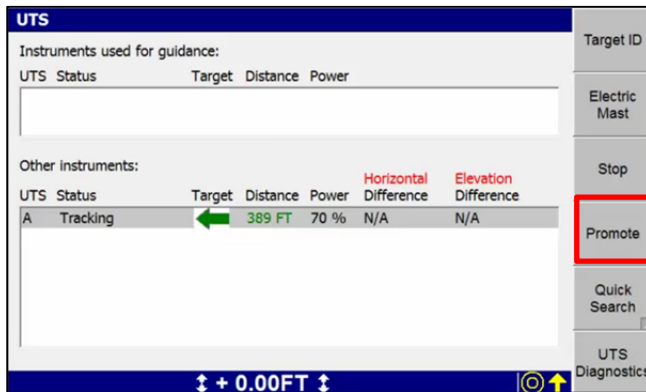 UTS
Instruments used for guidance:
UTS Status Target Distance Power
Other instruments:
Horizontal Elevation
UTS Status Target Distance Power Difference Difference
A Tracking 389 FT 70 % N/A N/A
+ 0.00FT
Target ID
Electric
Mast
Stop
Promote
Quick
Search
UTS
Diagnostics